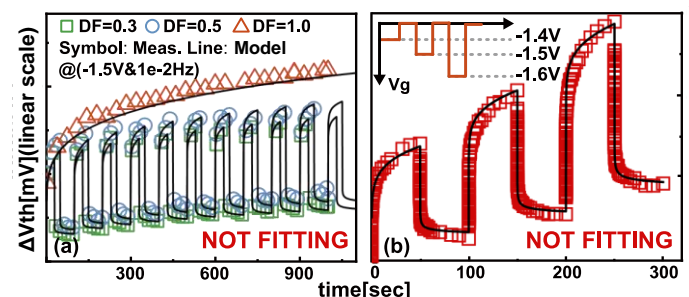 DF=0.3 DF=0.5 DF=1.0
Symbol: Meas. Line: Model
@(-1.5V&1e-2Hz)
ΔVth[mV](linear scale)
(a)
NOT FITTING
300 600 900
-1.4V
-1.5V
-1.6V
Vg
(b)
NOT FITTING
0 100 200 300
time[sec]